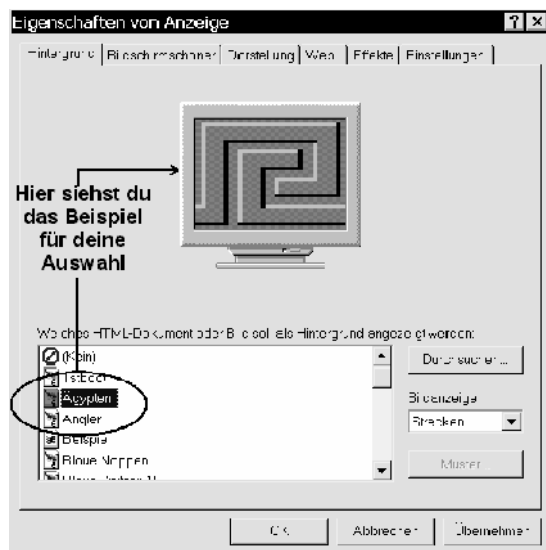 Eigenschaften von Anzeige
Hintergrund Bildschirmschoner Darstellung Web Effekte Einstellungen
Hier siehst du
das Beispiel
für deine
Auswahl
Welches HTML-Dokument oder Bild soll als Hintergrund angezeigt werden:
(Kein)
Ägypten
Angler
Beispiel
Blaue Noppen
Durchsuchen...
Bildanzeige
Strecken
Muster...
OK Abbrechen Übernehmen